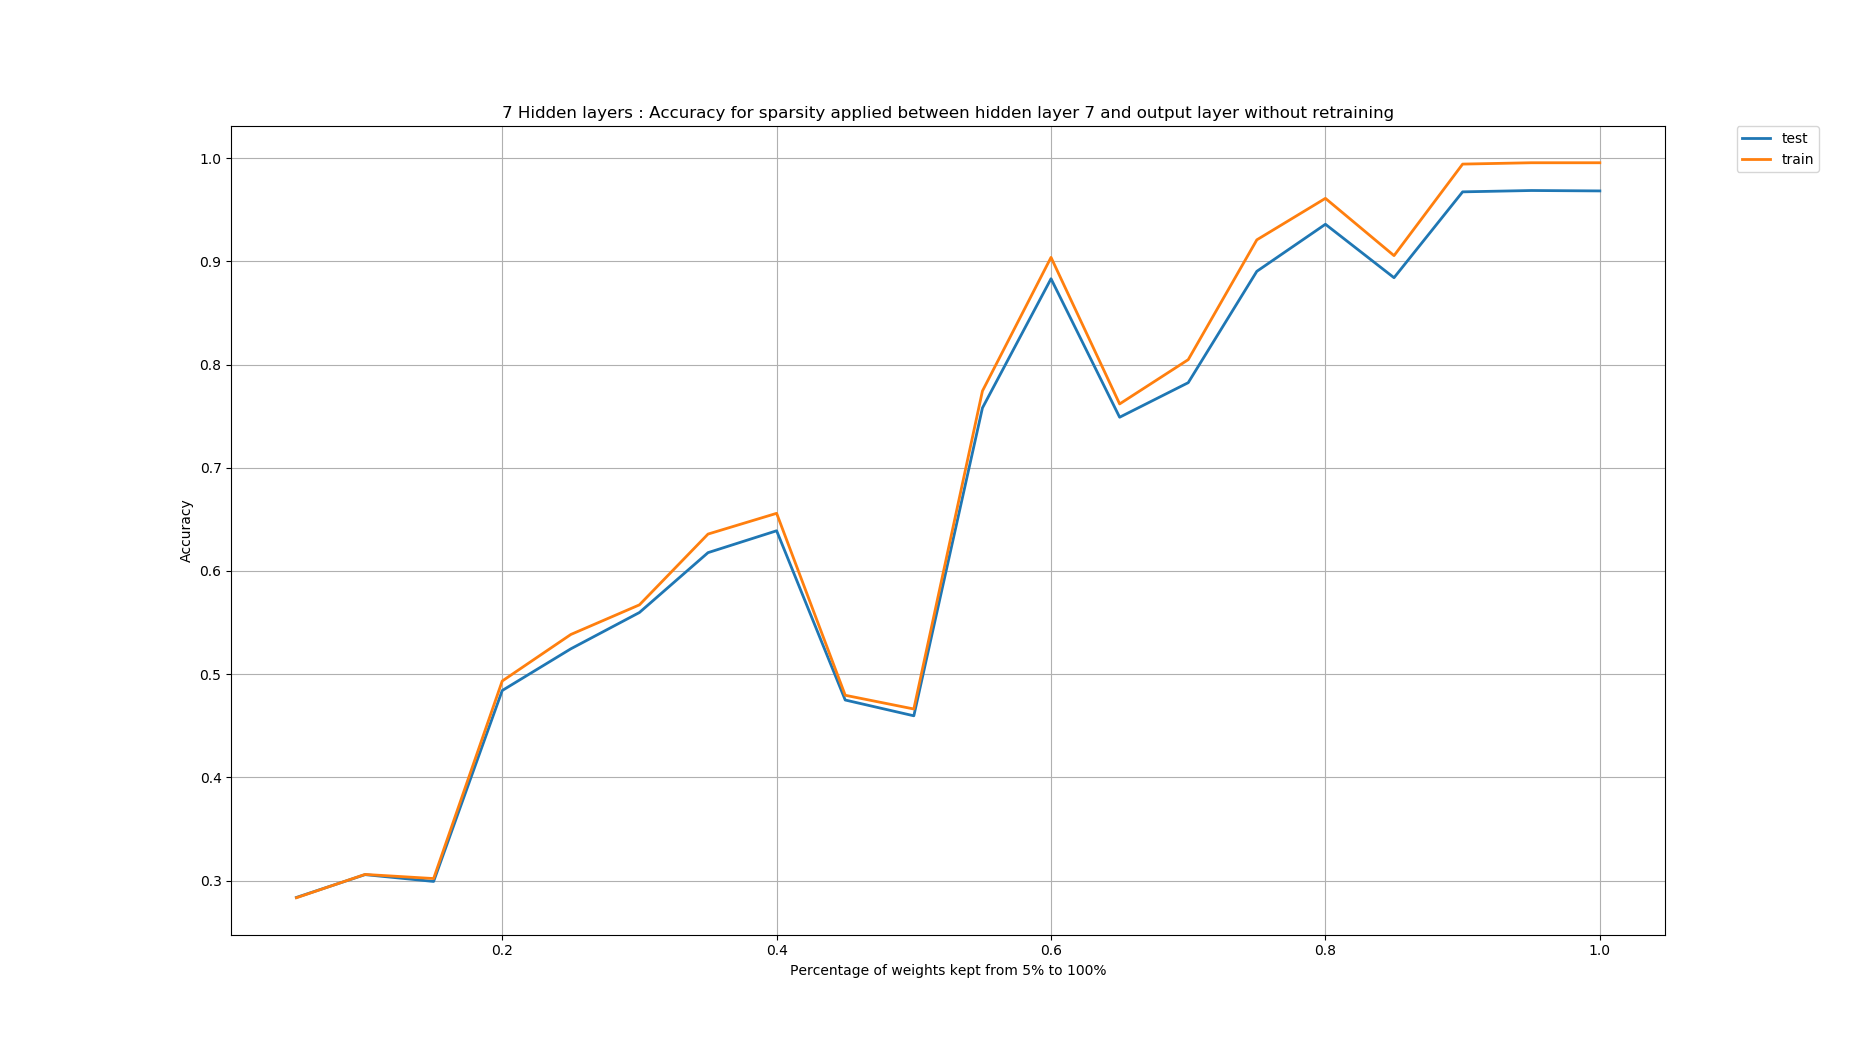 7 Hidden layers : Accuracy for sparsity applied between hidden layer 7 and output layer without retraining
test
train
1.0
0.9
0.8
0.7
0.6
0.5
0.4
0.3
Accuracy
0.2
0.4
0.6
0.8
1.0
Percentage of weights kept from 5% to 100%